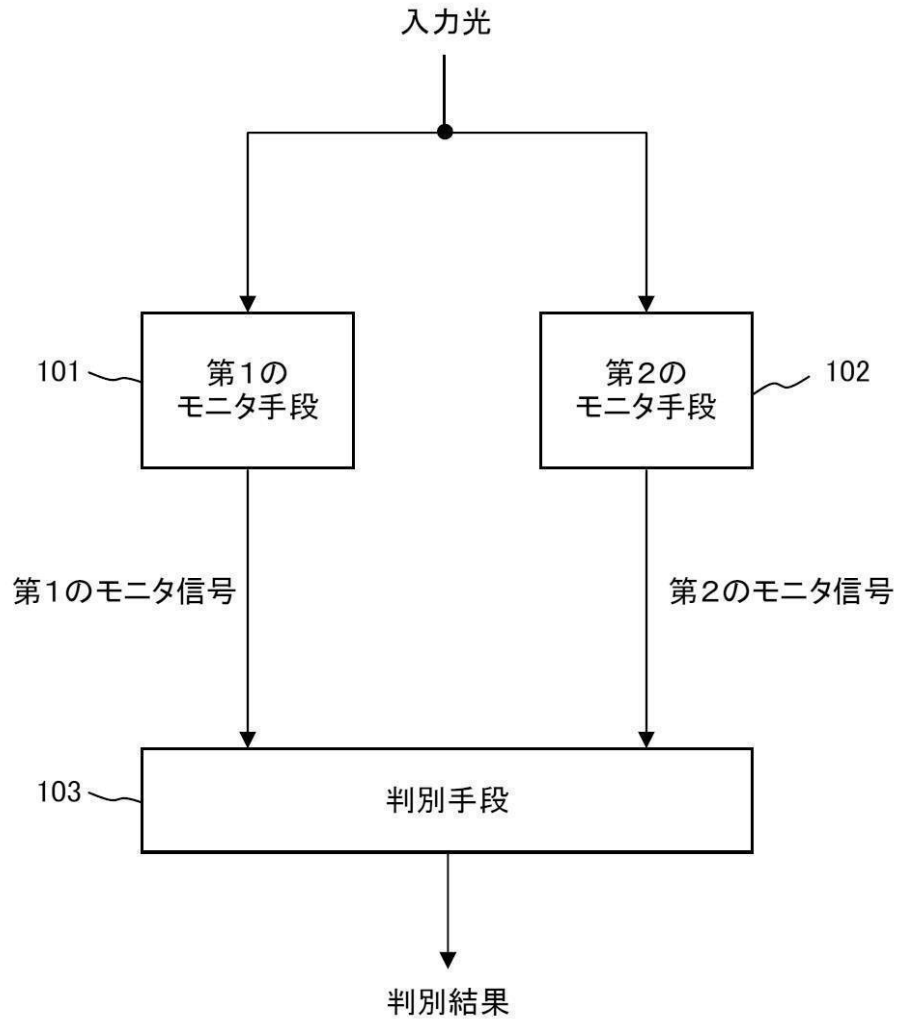 入力光
101
第1の
モニタ手段
第2の
モニタ手段
102
第1のモニタ信号
第2のモニタ信号
103
判別手段
判別結果